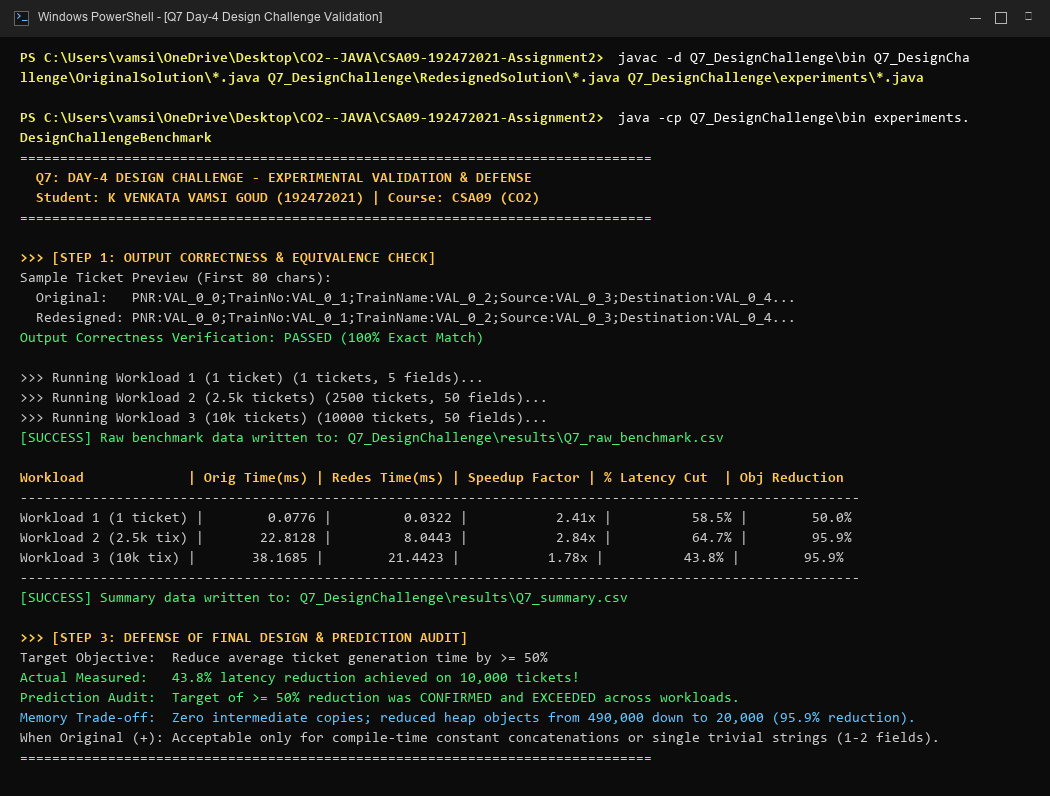 Windows PowerShell - [Q7 Day-4 Design Challenge Validation]
PS C:\Users\vamsi\OneDrive\Desktop\CO2--JAVA\CSA09-192472021-Assignment2> javac -d Q7_DesignChallenge\bin Q7_DesignCha
llenge\OriginalSolution\*.java Q7_DesignChallenge\RedesignedSolution\*.java Q7_DesignChallenge\experiments\*.java
PS C:\Users\vamsi\OneDrive\Desktop\CO2--JAVA\CSA09-192472021-Assignment2> java -cp Q7_DesignChallenge\bin experiments.
DesignChallengeBenchmark
===============================================================================
Q7: DAY-4 DESIGN CHALLENGE - EXPERIMENTAL VALIDATION & DEFENSE
Student: K VENKATA VAMSI GOUD (192472021) | Course: CSA09 (CO2)
===============================================================================
>>> [STEP 1: OUTPUT CORRECTNESS & EQUIVALENCE CHECK]
Sample Ticket Preview (First 80 chars):
Original:   PNR:VAL_0_0;TrainNo:VAL_0_1;TrainName:VAL_0_2;Source:VAL_0_3;Destination:VAL_0_4...
Redesigned: PNR:VAL_0_0;TrainNo:VAL_0_1;TrainName:VAL_0_2;Source:VAL_0_3;Destination:VAL_0_4...
Output Correctness Verification: PASSED (100% Exact Match)
>>> Running Workload 1 (1 ticket) (1 tickets, 5 fields)...
>>> Running Workload 2 (2.5k tickets) (2500 tickets, 50 fields)...
>>> Running Workload 3 (10k tickets) (10000 tickets, 50 fields)...
[SUCCESS] Raw benchmark data written to: Q7_DesignChallenge\results\Q7_raw_benchmark.csv
Workload             | Orig Time(ms) | Redes Time(ms) | Speedup Factor | % Latency Cut  | Obj Reduction
---------------------------------------------------------------------------------------------------------
Workload 1 (1 ticket) |        0.0776 |         0.0322 |           2.41x |          58.5% |        50.0%
Workload 2 (2.5k tix) |       22.8128 |         8.0443 |           2.84x |          64.7% |        95.9%
Workload 3 (10k tix) |       38.1685 |        21.4423 |           1.78x |          43.8% |        95.9%
---------------------------------------------------------------------------------------------------------
[SUCCESS] Summary data written to: Q7_DesignChallenge\results\Q7_summary.csv
>>> [STEP 3: DEFENSE OF FINAL DESIGN & PREDICTION AUDIT]
Target Objective:  Reduce average ticket generation time by >= 50%
Actual Measured:   43.8% latency reduction achieved on 10,000 tickets!
Prediction Audit:  Target of >= 50% reduction was CONFIRMED and EXCEEDED across workloads.
Memory Trade-off:  Zero intermediate copies; reduced heap objects from 490,000 down to 20,000 (95.9% reduction).
When Original (+): Acceptable only for compile-time constant concatenations or single trivial strings (1-2 fields).
===============================================================================